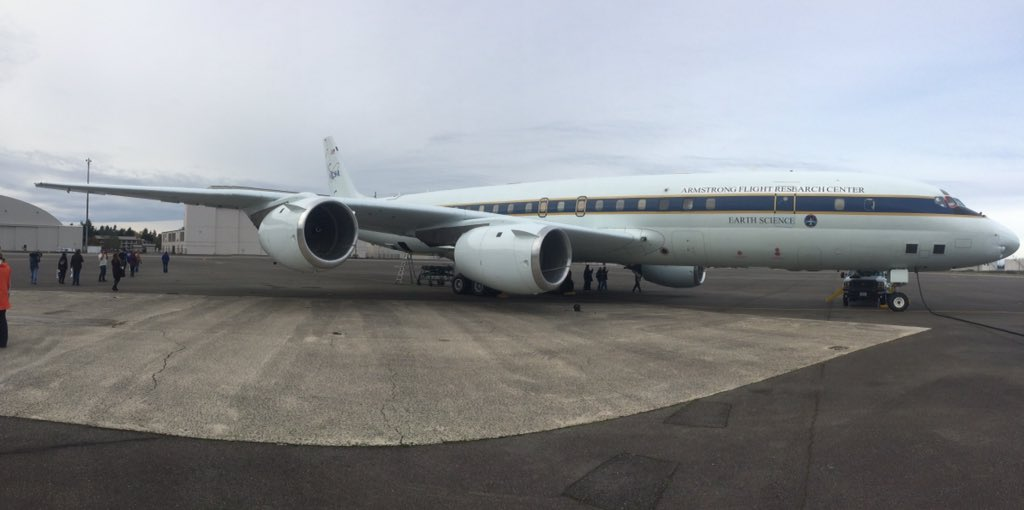 ARMSTRONG FLIGHT RESEARCH CENTER
EARTH SCIENCE